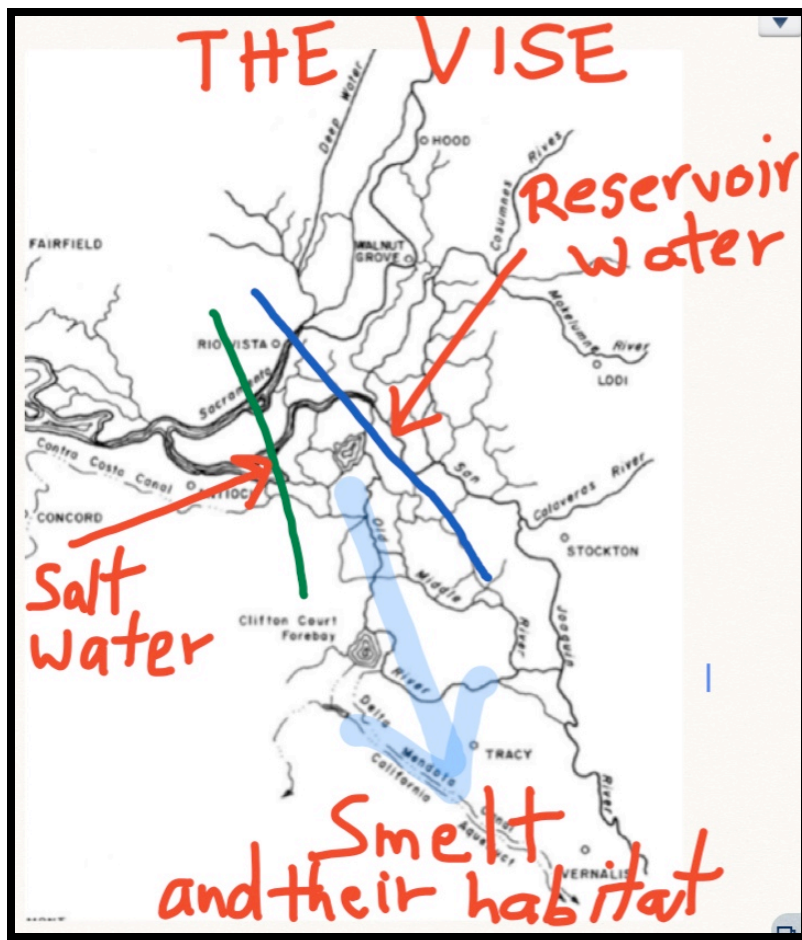 THE VISE
Deep Water
HOOD
Cosumnes River
Reservoir
water
FAIRFIELD
WALNUT
GROVE
Mokelumne River
RIO VISTA
LODI
Sacramento
Contra Costa Canal
San
Calaveras River
CONCORD
Old
STOCKTON
Salt
water
Middle
River
Joaquin
Clifton Court
Forebay
River
Delta
Mendota
Canal
TRACY
California
Aqueduct
River
Smelt
VERNALIS
and their habitat